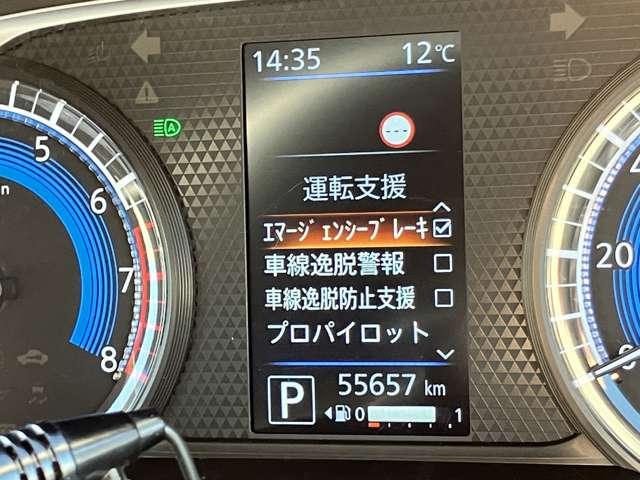 14:35 12℃
---
運転支援
ｴﾏｰｼﾞｪﾝｼｰﾌﾞﾚｰｷ
車線逸脱警報
車線逸脱防止支援
プロパイロット
P 55657 km
0 1
5
6
7
8
A
20